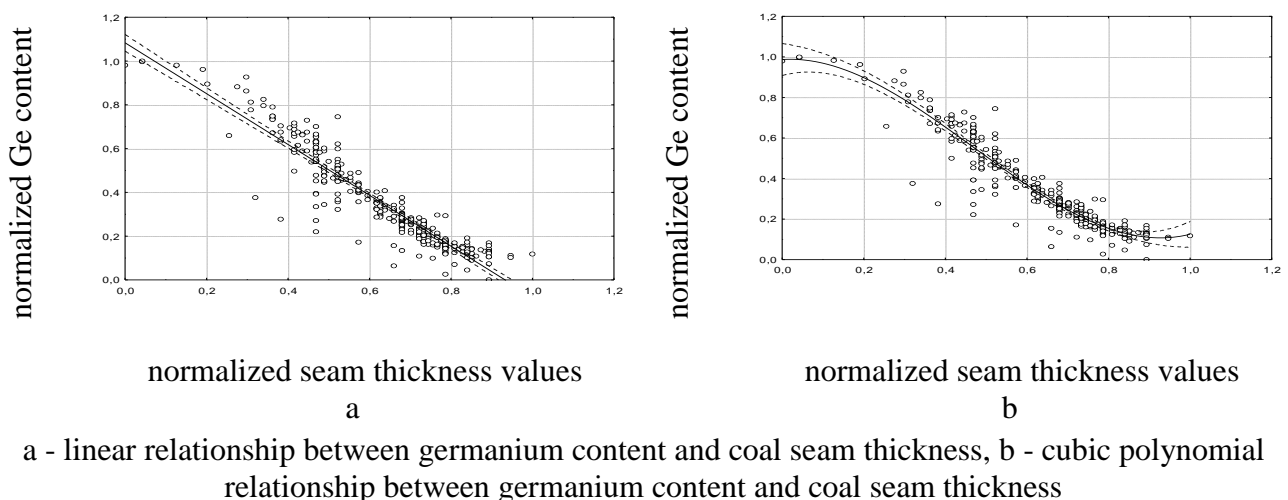 normalized Ge content
1,2
1,0
0,8
0,6
0,4
0,2
0,0
0,0 0,2 0,4 0,6 0,8 1,0 1,2
normalized seam thickness values
a
normalized Ge content
1,2
1,0
0,8
0,6
0,4
0,2
0,0
0,0 0,2 0,4 0,6 0,8 1,0 1,2
normalized seam thickness values
b
a - linear relationship between germanium content and coal seam thickness, b - cubic polynomial
relationship between germanium content and coal seam thickness